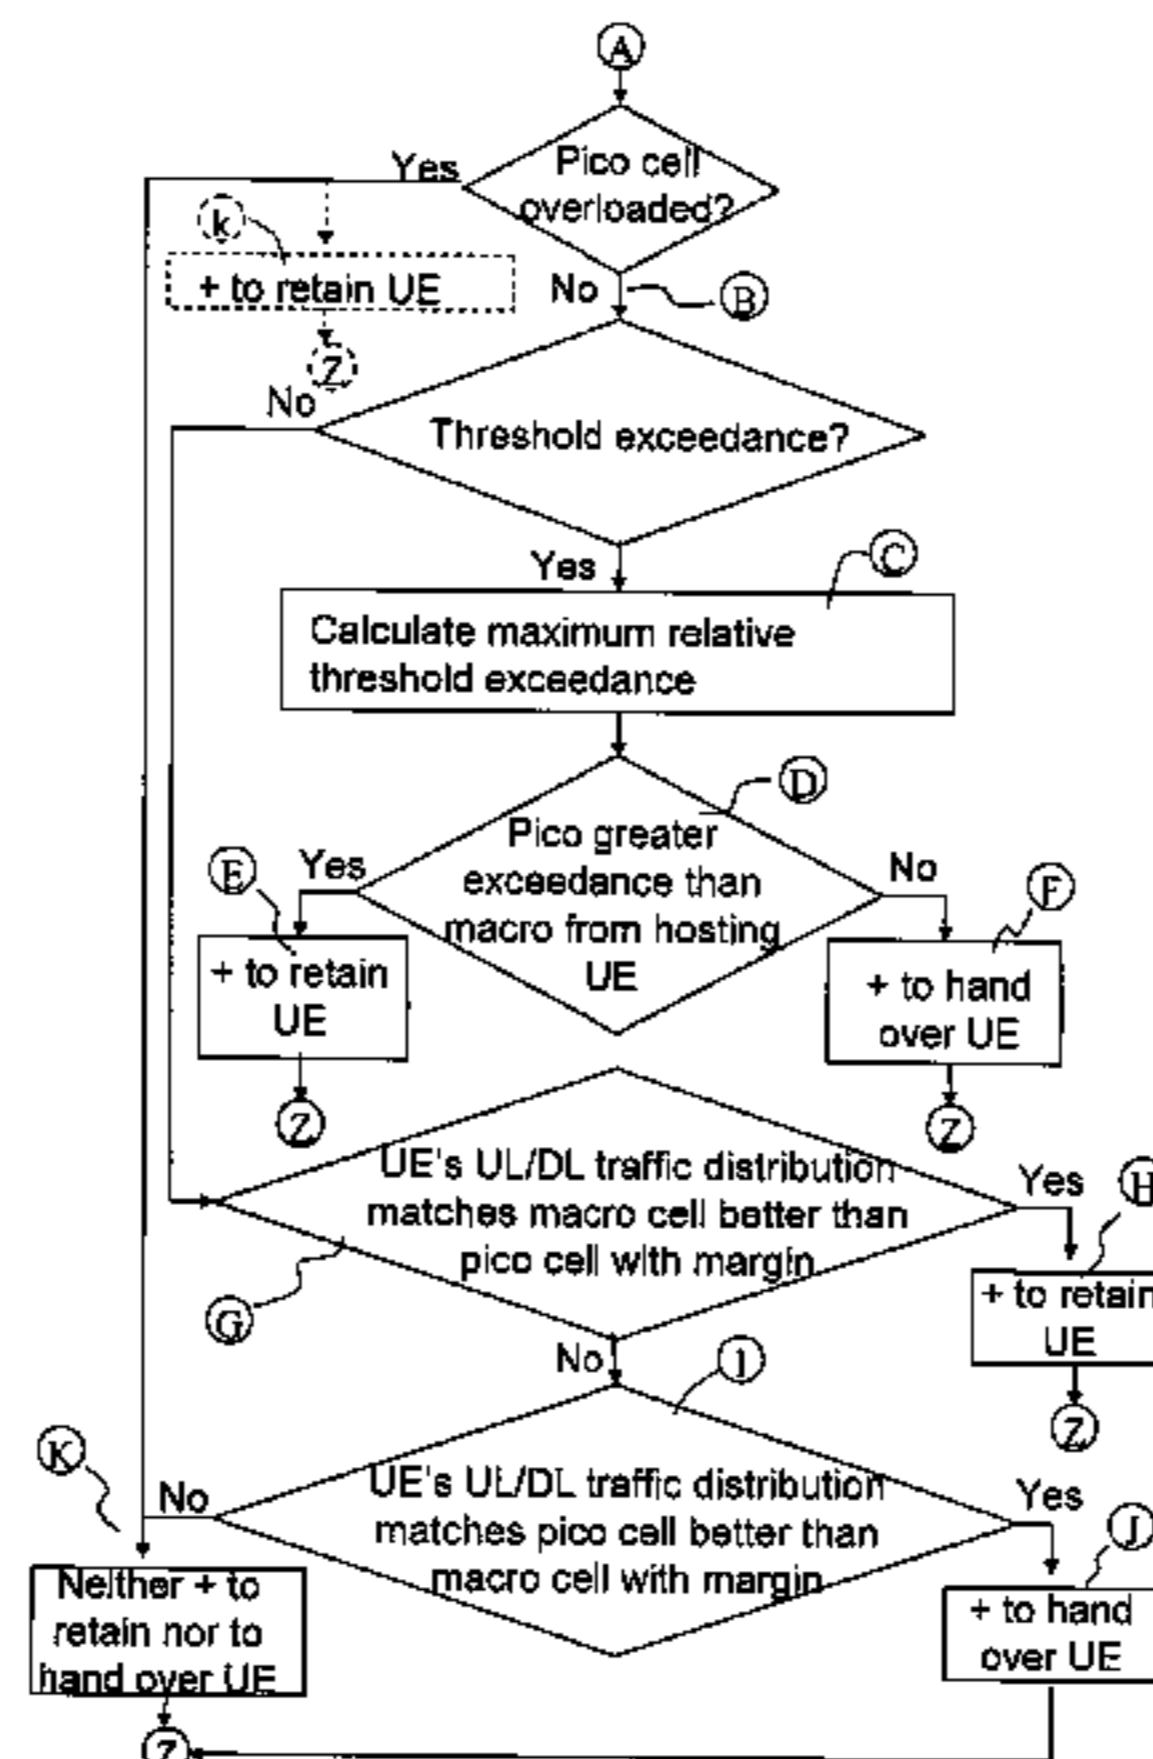 A
Pico cell
overloaded?
Yes
k
+ to retain UE
Z
No
B
Threshold exceedance?
No
Yes
C
Calculate maximum relative
threshold exceedance
D
Pico greater
exceedance than
macro from hosting
UE
Yes
No
E
+ to retain
UE
Z
F
+ to hand
over UE
Z
UE's UL/DL traffic distribution
matches macro cell better than
pico cell with margin
G
Yes
H
+ to retain
UE
Z
No
I
UE's UL/DL traffic distribution
matches pico cell better than
macro cell with margin
K
No
Yes
J
+ to hand
over UE
Neither + to
retain nor to
hand over UE
Z